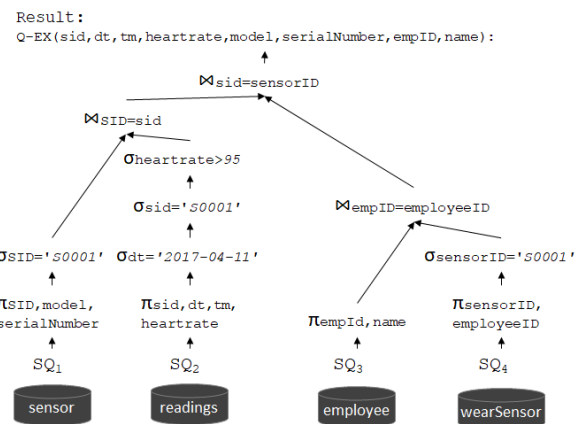 Result:
Q-EX(sid,dt,tm,heartrate,model,serialNumber,empID,name):
⋈sid=sensorID
⋈SID=sid
σheartrate>95
σsid='S0001'
⋈empID=employeeID
σSID='S0001'
σdt='2017-04-11'
σsensorID='S0001'
πSID,model,
serialNumber
πsid,dt,tm,
heartrate
πempId,name
πsensorID,
employeeID
SQ1
SQ2
SQ3
SQ4
sensor
readings
employee
wearSensor